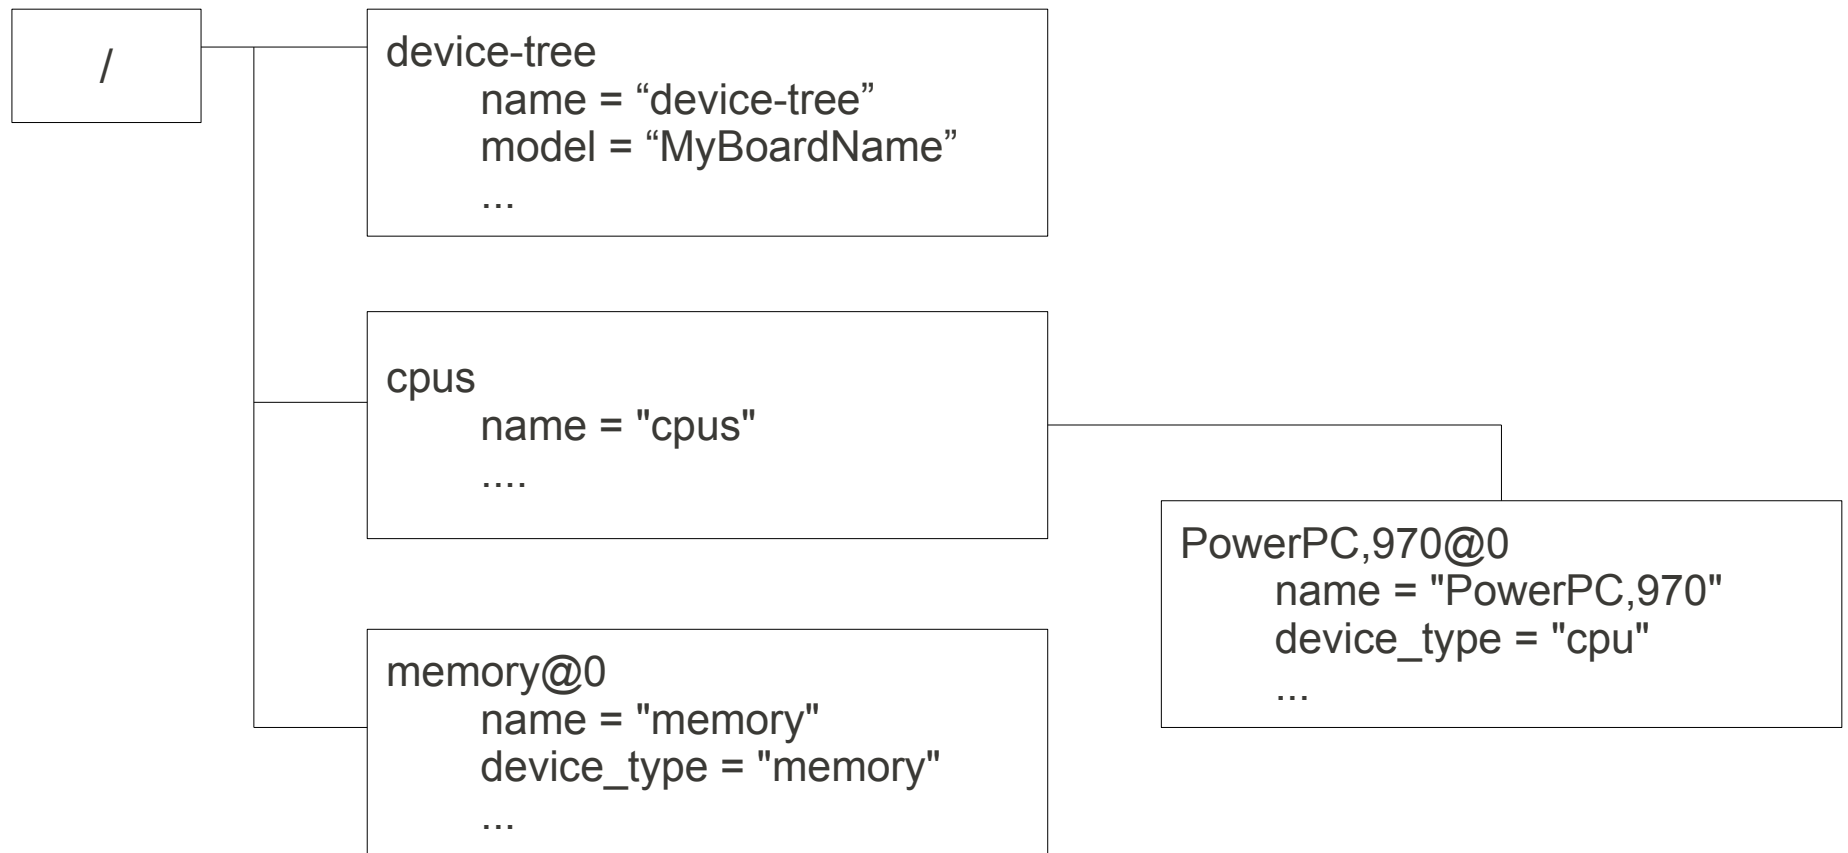 /
device-tree
name = “device-tree”
model = “MyBoardName”
...
cpus
name = "cpus"
....
PowerPC,970@0
name = "PowerPC,970"
device_type = "cpu"
...
memory@0
name = "memory"
device_type = "memory"
...